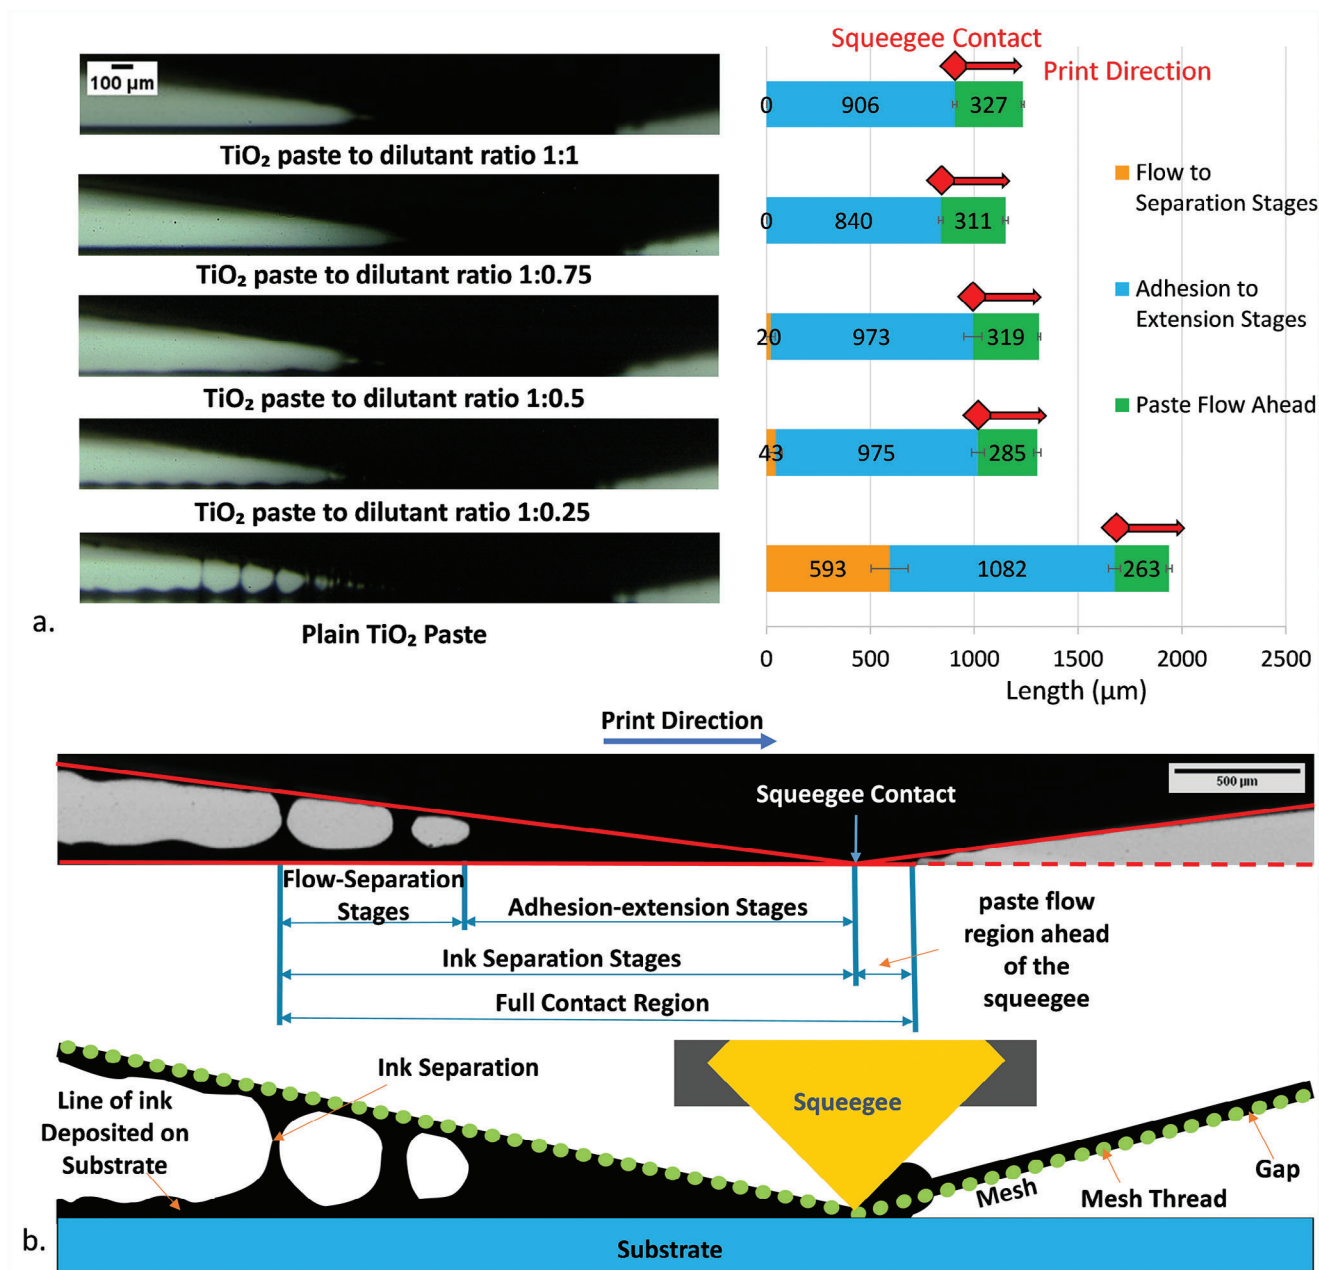 Squeegee Contact
Print Direction
100 µm
TiO₂ paste to dilutant ratio 1:1
TiO₂ paste to dilutant ratio 1:0.75
TiO₂ paste to dilutant ratio 1:0.5
TiO₂ paste to dilutant ratio 1:0.25
Plain TiO₂ Paste
a.
0 906 327
0 840 311
20 973 319
43 975 285
593 1082 263
Flow to
Separation Stages
Adhesion to
Extension Stages
Paste Flow Ahead
0 500 1000 1500 2000 2500
Length (µm)
Print Direction
500 µm
Squeegee Contact
Flow-Separation
Stages
Adhesion-extension Stages
Ink Separation Stages
Full Contact Region
paste flow
region ahead
of the
squeegee
Ink Separation
Line of ink
Deposited on
Substrate
Squeegee
Mesh
Mesh Thread
Gap
Substrate
b.